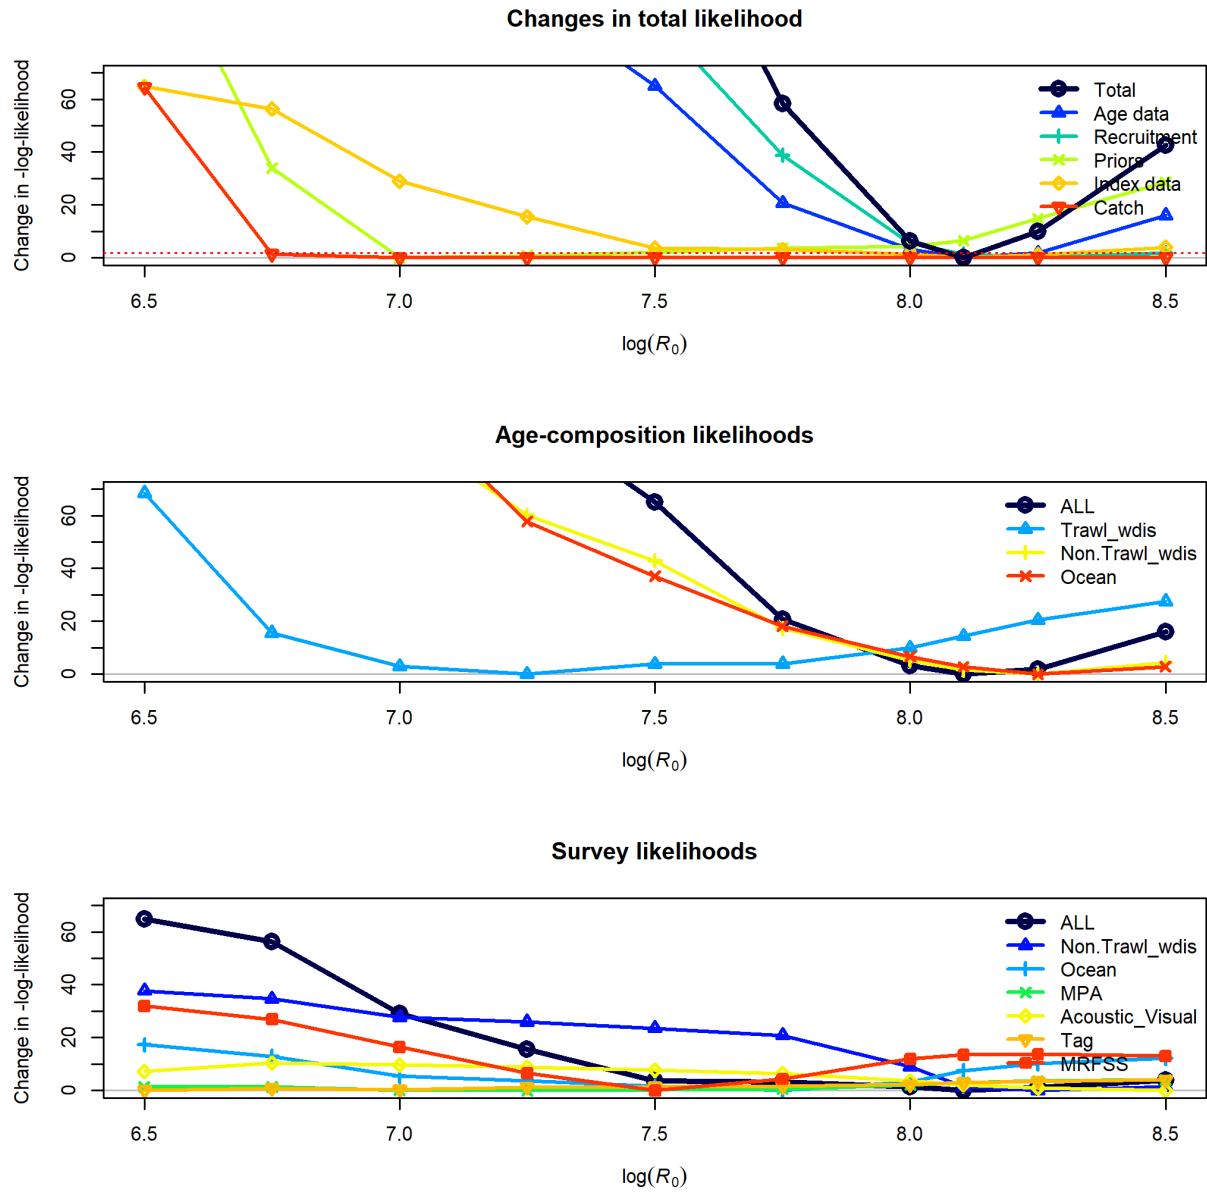 Changes in total likelihood
Change in -log-likelihood
0 20 40 60
Total
Age data
Recruitment
Priors
Index data
Catch
6.5 7.0 7.5 8.0 8.5
log(R0)
Age-composition likelihoods
Change in -log-likelihood
0 20 40 60
ALL
Trawl_wdis
Non.Trawl_wdis
Ocean
6.5 7.0 7.5 8.0 8.5
log(R0)
Survey likelihoods
Change in -log-likelihood
0 20 40 60
ALL
Non.Trawl_wdis
Ocean
MPA
Acoustic_Visual
Tag
MRFSS
6.5 7.0 7.5 8.0 8.5
log(R0)